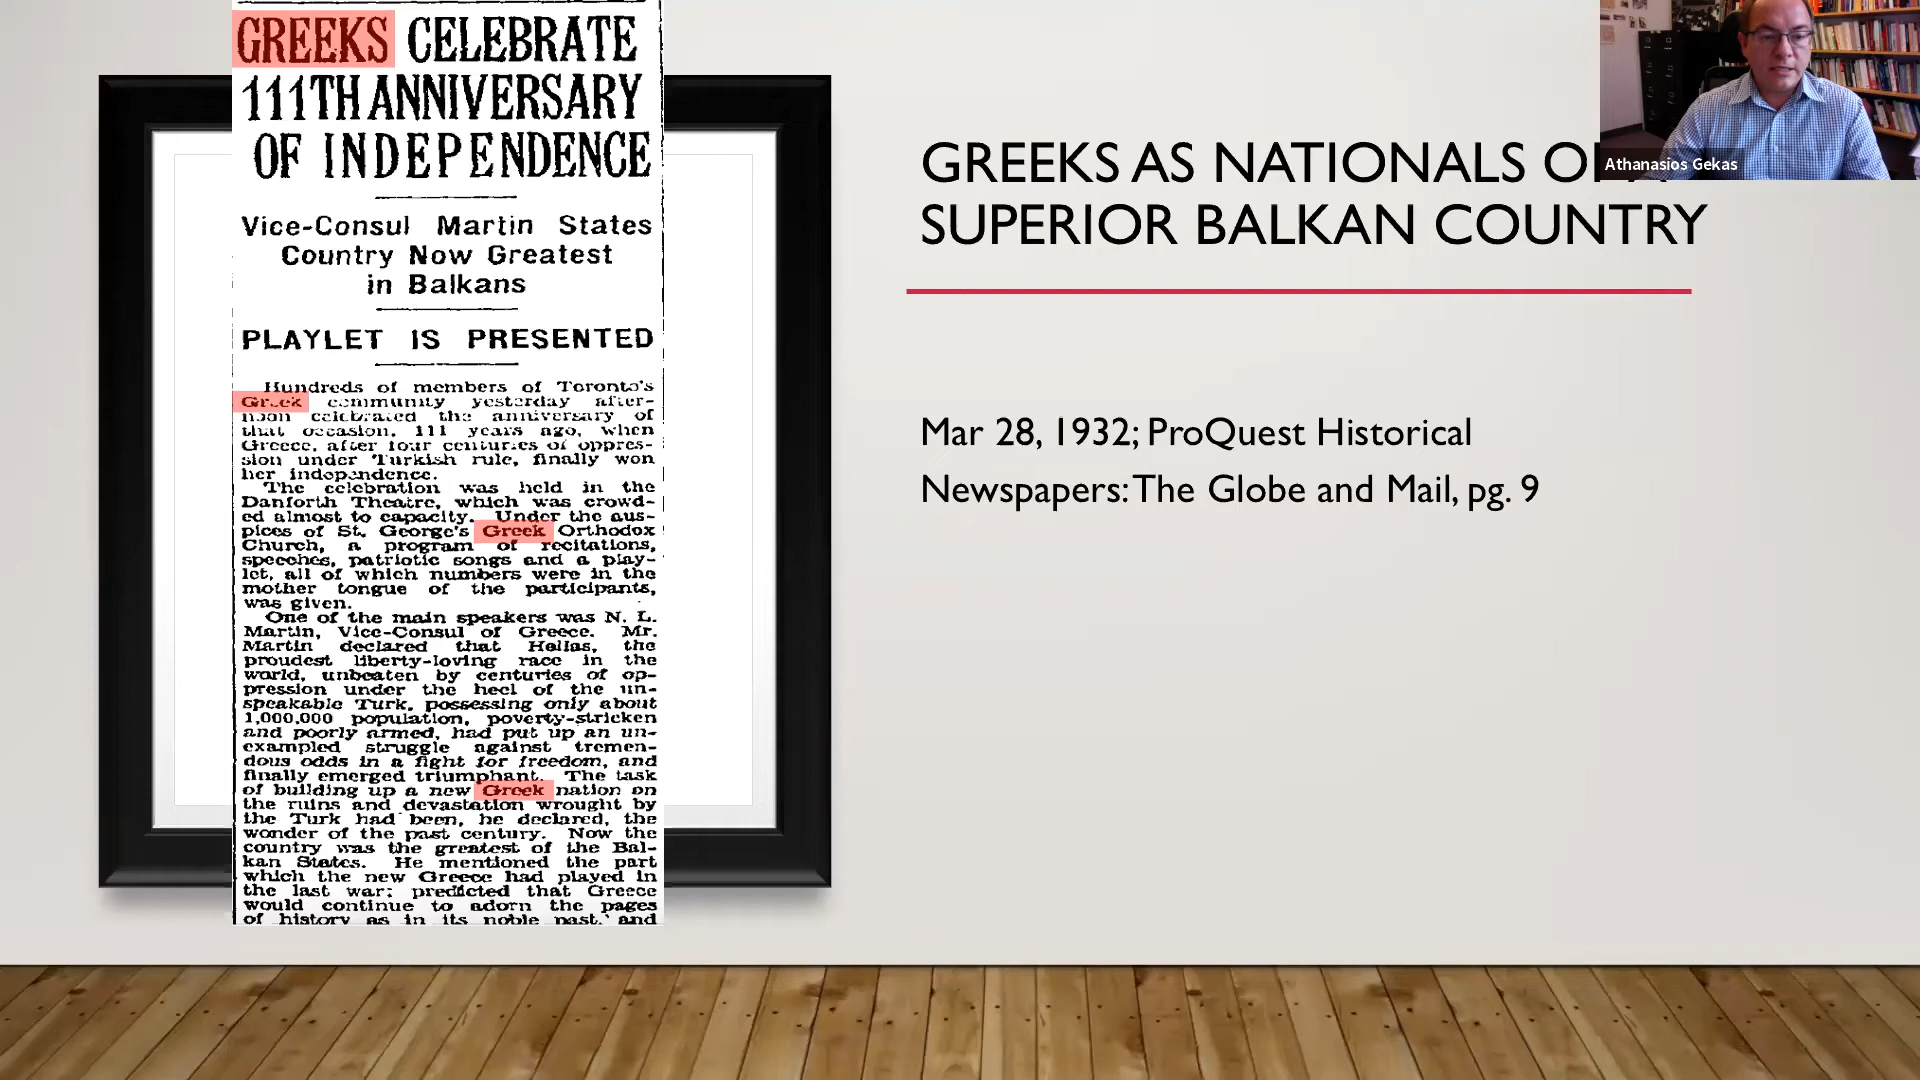 GREEKS CELEBRATE
111TH ANNIVERSARY
OF INDEPENDENCE
Vice-Consul Martin States
Country Now Greatest
in Balkans
PLAYLET IS PRESENTED
Hundreds of members of Toronto's
Greek community yesterday after-
noon celebrated the anniversary of
that occasion, 111 years ago, when
Greece, after four centuries of oppres-
sion under Turkish rule, finally won
her independence.
The celebration was held in the
Danforth Theatre, which was crowd-
ed almost to capacity. Under the aus-
pices of St. George's Greek Orthodox
Church, a program of recitations,
speeches, patriotic songs and a play-
let, all of which numbers were in the
mother tongue of the participants,
was given.
One of the main speakers was N. L.
Martin, Vice-Consul of Greece. Mr.
Martin declared that Hellas, the
proudest liberty-loving race in the
world, unbeaten by centuries of op-
pression under the heel of the un-
speakable Turk, possessing only about
1,000,000 population, poverty-stricken
and poorly armed, had put up an un-
exampled struggle against tremen-
dous odds in a fight for freedom, and
finally emerged triumphant. The task
of building up a new Greek nation on
the ruins and devastation wrought by
the Turk had been, he declared, the
wonder of the past century. Now the
country was the greatest of the Bal-
kan States. He mentioned the part
which the new Greece had played in
the last war; predicted that Greece
would continue to adorn the pages
of history as in its noble past, and
GREEKS AS NATIONALS
SUPERIOR BALKAN COUNTRY
Mar 28, 1932; ProQuest Historical
Newspapers: The Globe and Mail, pg. 9
Athanasios Gekas